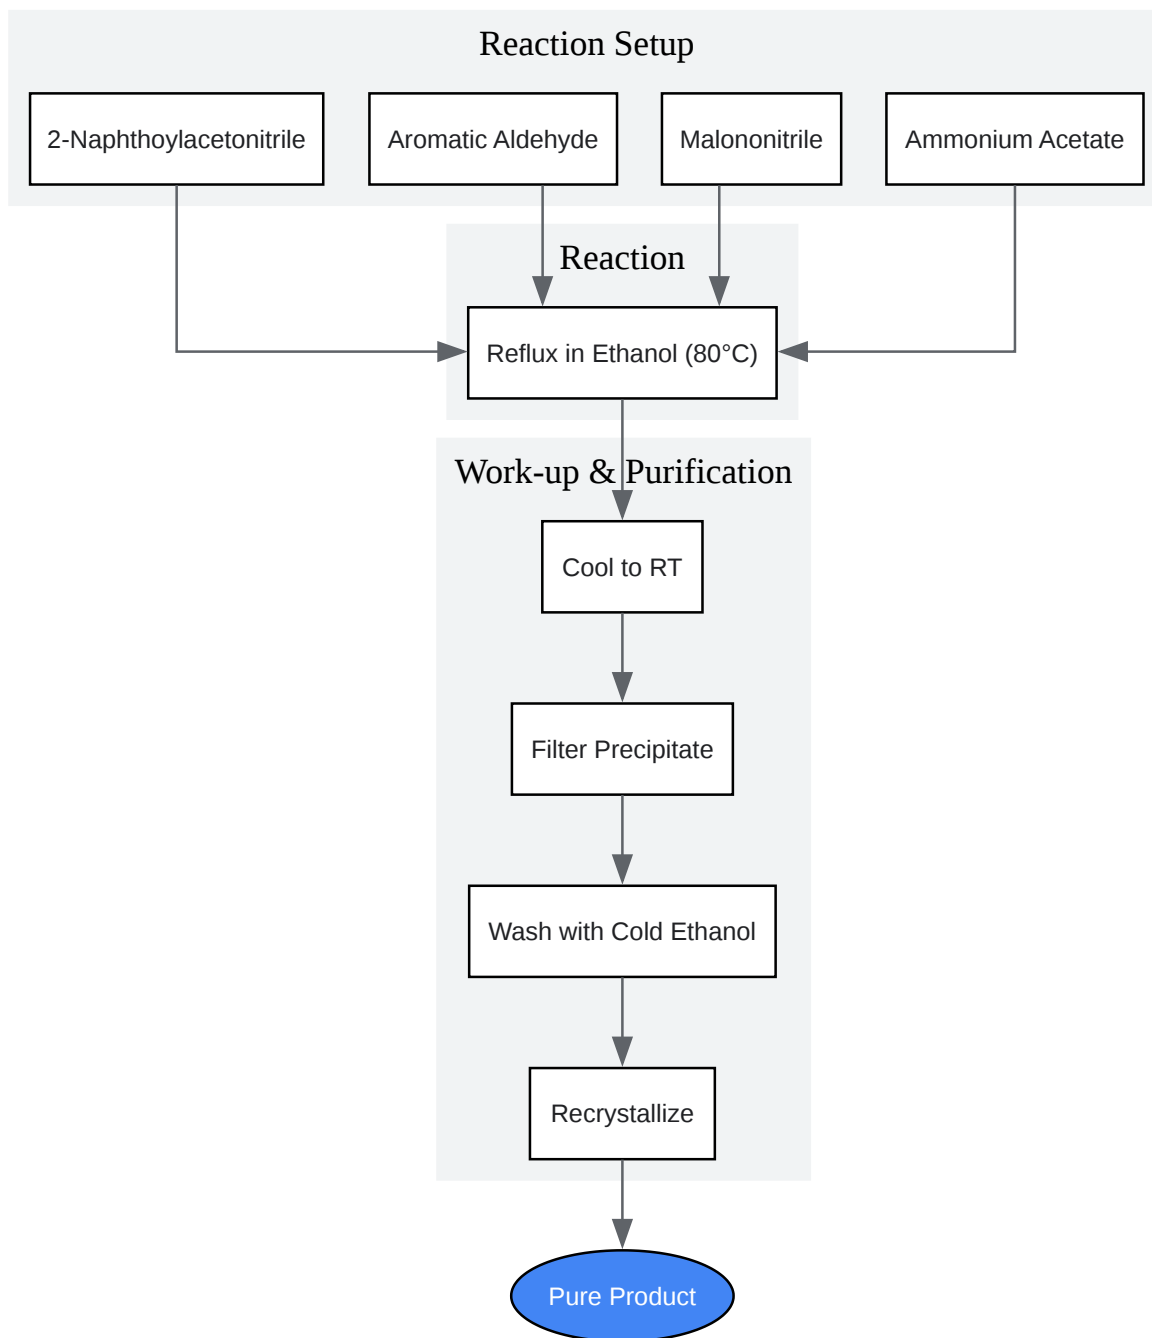 Reaction Setup
2-Naphthoylacetonitrile
Aromatic Aldehyde
Malononitrile
Ammonium Acetate
Reaction
Reflux in Ethanol (80°C)
Work-up & Purification
Cool to RT
Filter Precipitate
Wash with Cold Ethanol
Recrystallize
Pure Product